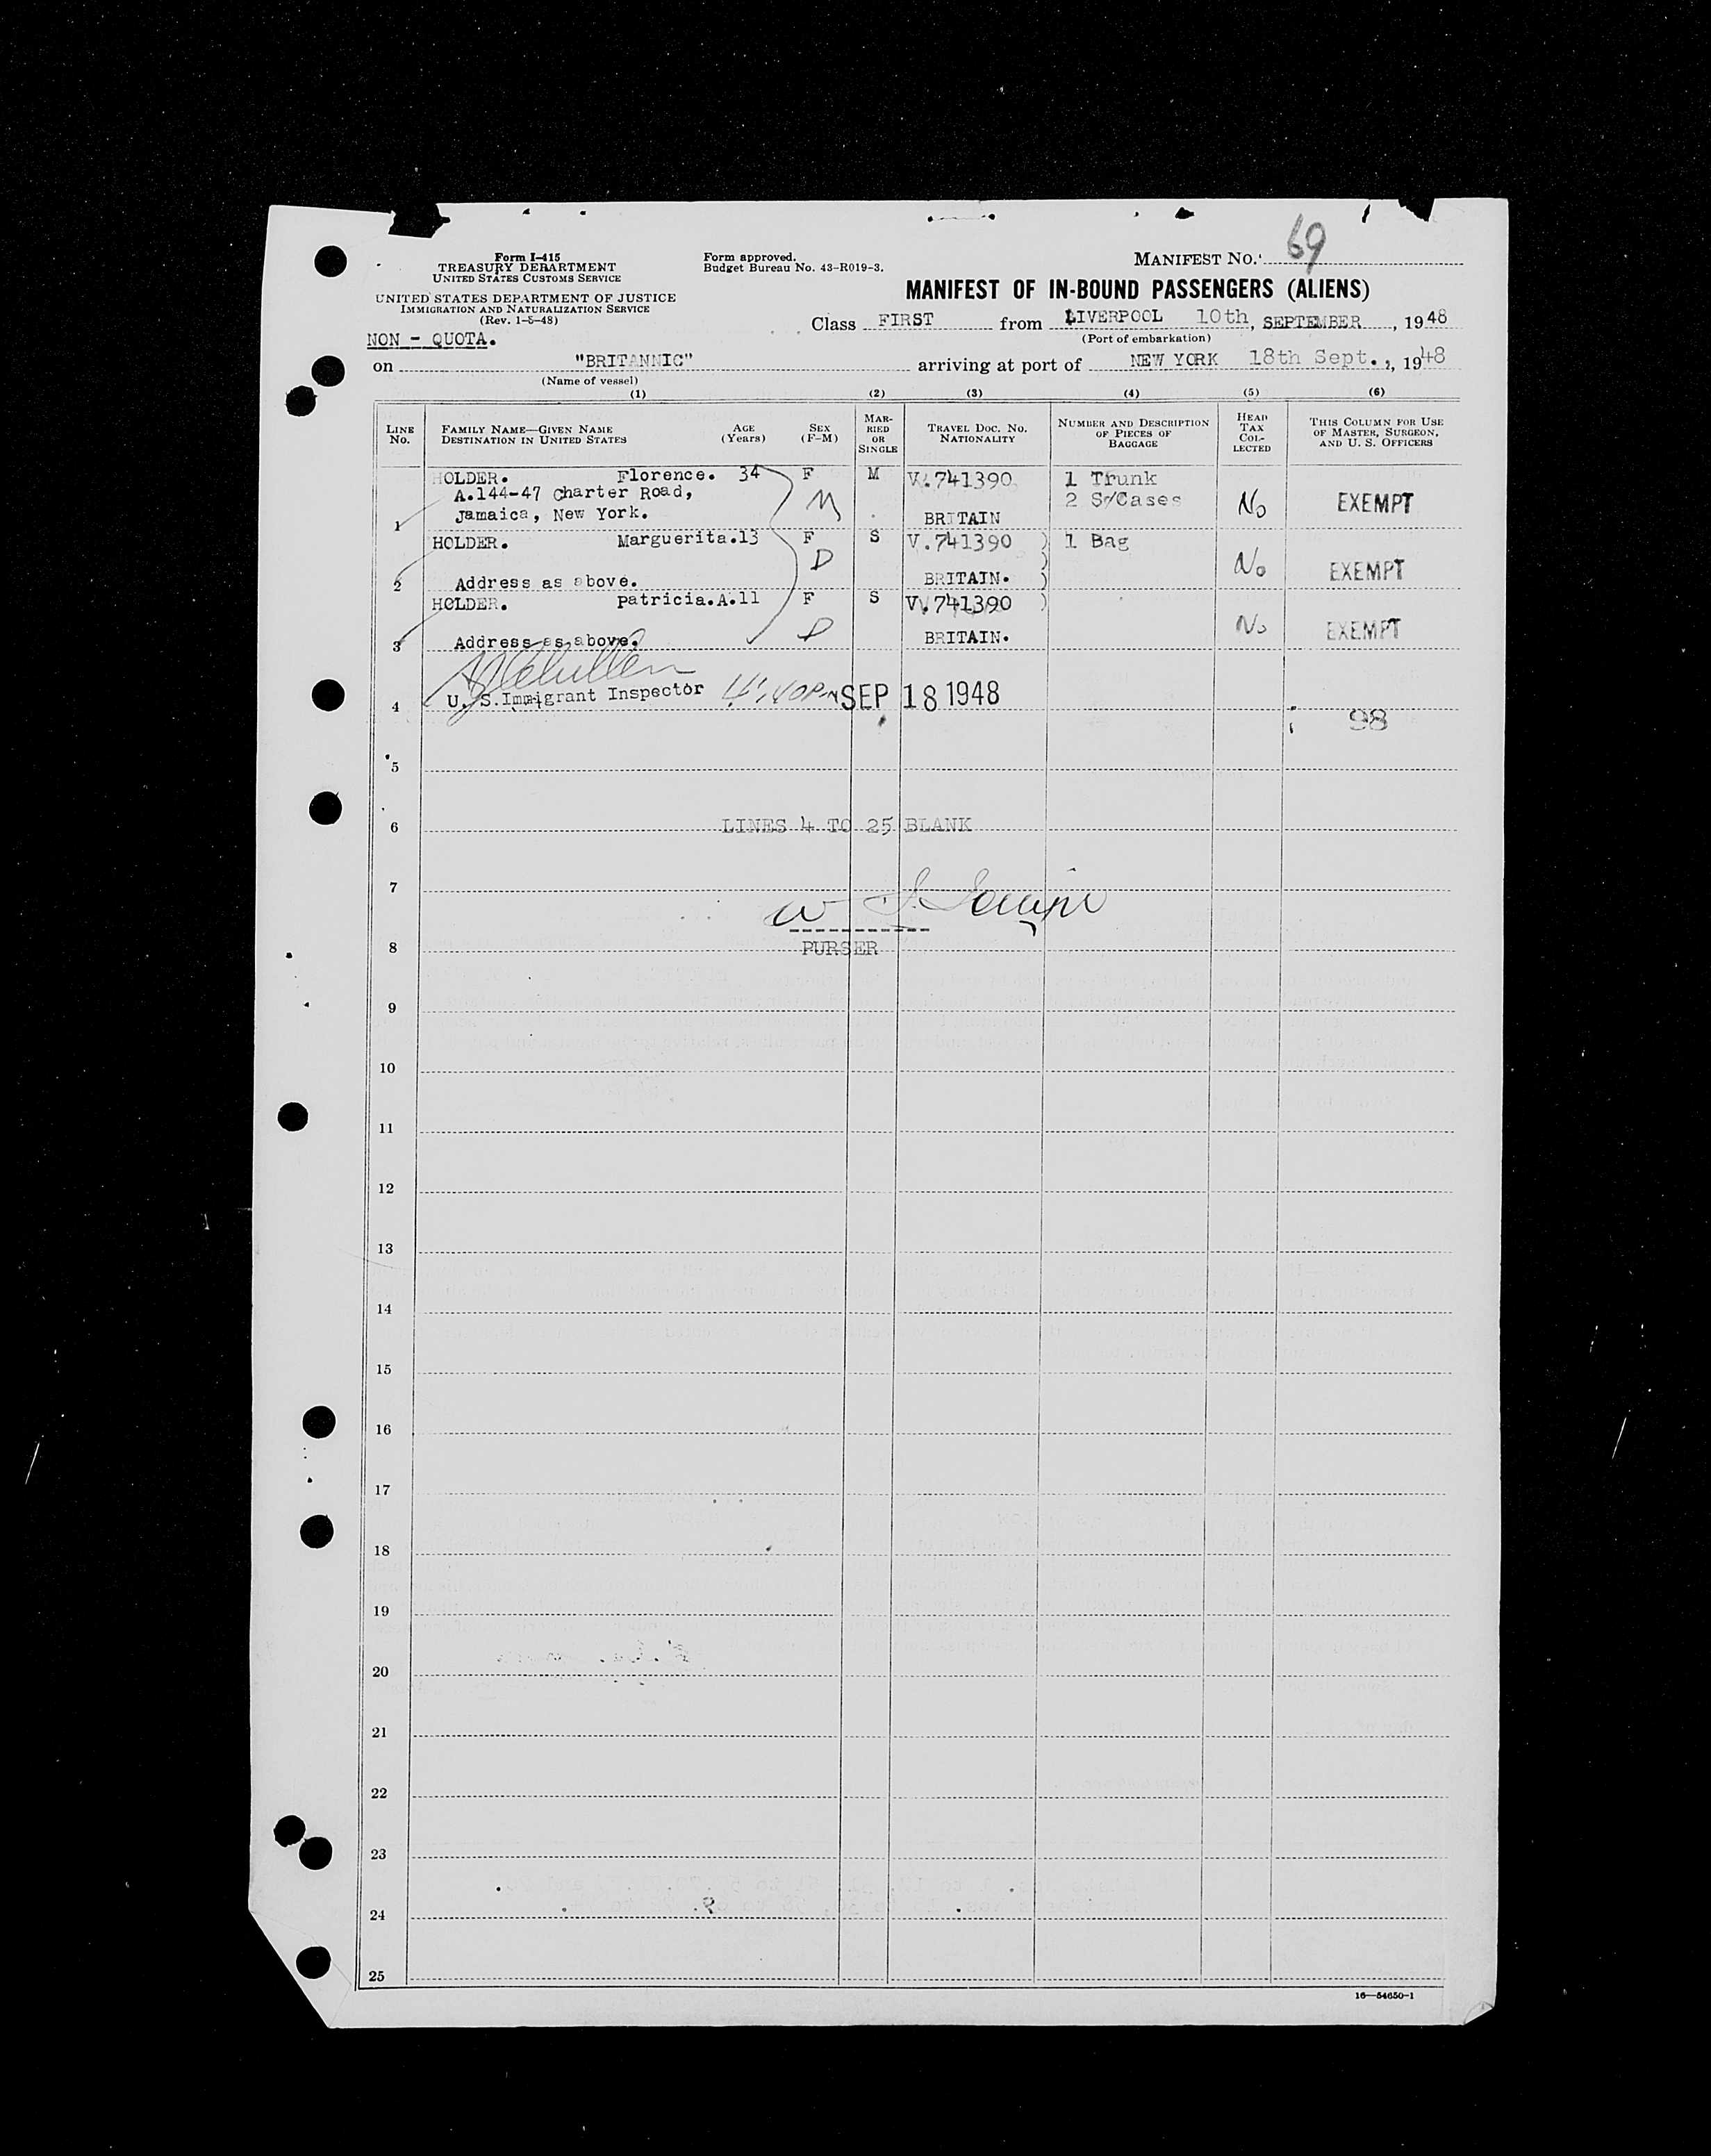 Form I-415
TREASURY DEPARTMENT
UNITED STATES CUSTOMS SERVICE
UNITED STATES DEPARTMENT OF JUSTICE
IMMIGRATION AND NATURALIZATION SERVICE
(Rev. 1-5-48)
NON - QUOTA.
Form approved.
Budget Bureau No. 43-R019-3.
MANIFEST NO. 69
MANIFEST OF IN-BOUND PASSENGERS (ALIENS)
Class FIRST from LIVERPOOL 10th, SEPTEMBER, 1948
(Port of embarkation)
on "BRITANNIC" arriving at port of NEW YORK 18th Sept., 1948
(Name of vessel)
(1) (2) (3) (4) (5) (6)
LINE No. FAMILY NAME—GIVEN NAME DESTINATION IN UNITED STATES AGE (Years) SEX (F-M) MARRIED OR SINGLE TRAVEL DOC. NO. NATIONALITY NUMBER AND DESCRIPTION OF PIECES OF BAGGAGE HEAD TAX COLLECTED THIS COLUMN FOR USE OF MASTER, SURGEON, AND U. S. OFFICERS
HOLDER. Florence. 34 F M V.741390 1 Trunk
A.144-47 Charter Road, M 2 S/Cases No EXEMPT
1 Jamaica, New York. BRITAIN
HOLDER. Marguerita.13 F S V.741390 ) 1 Bag
D No EXEMPT
2 Address as above. BRITAIN. )
HOLDER. Patricia.A.11 F S V.741390 )
D No EXEMPT
3 Address as above. BRITAIN.
4 U. S. Immigrant Inspector 4:40PM SEP 18 1948
98
5
6 LINES 4 TO 25 BLANK
7
8 PURSER
9
10
11
12
13
14
15
16
17
18
19
20
21
22
23
24
25
16—54650-1